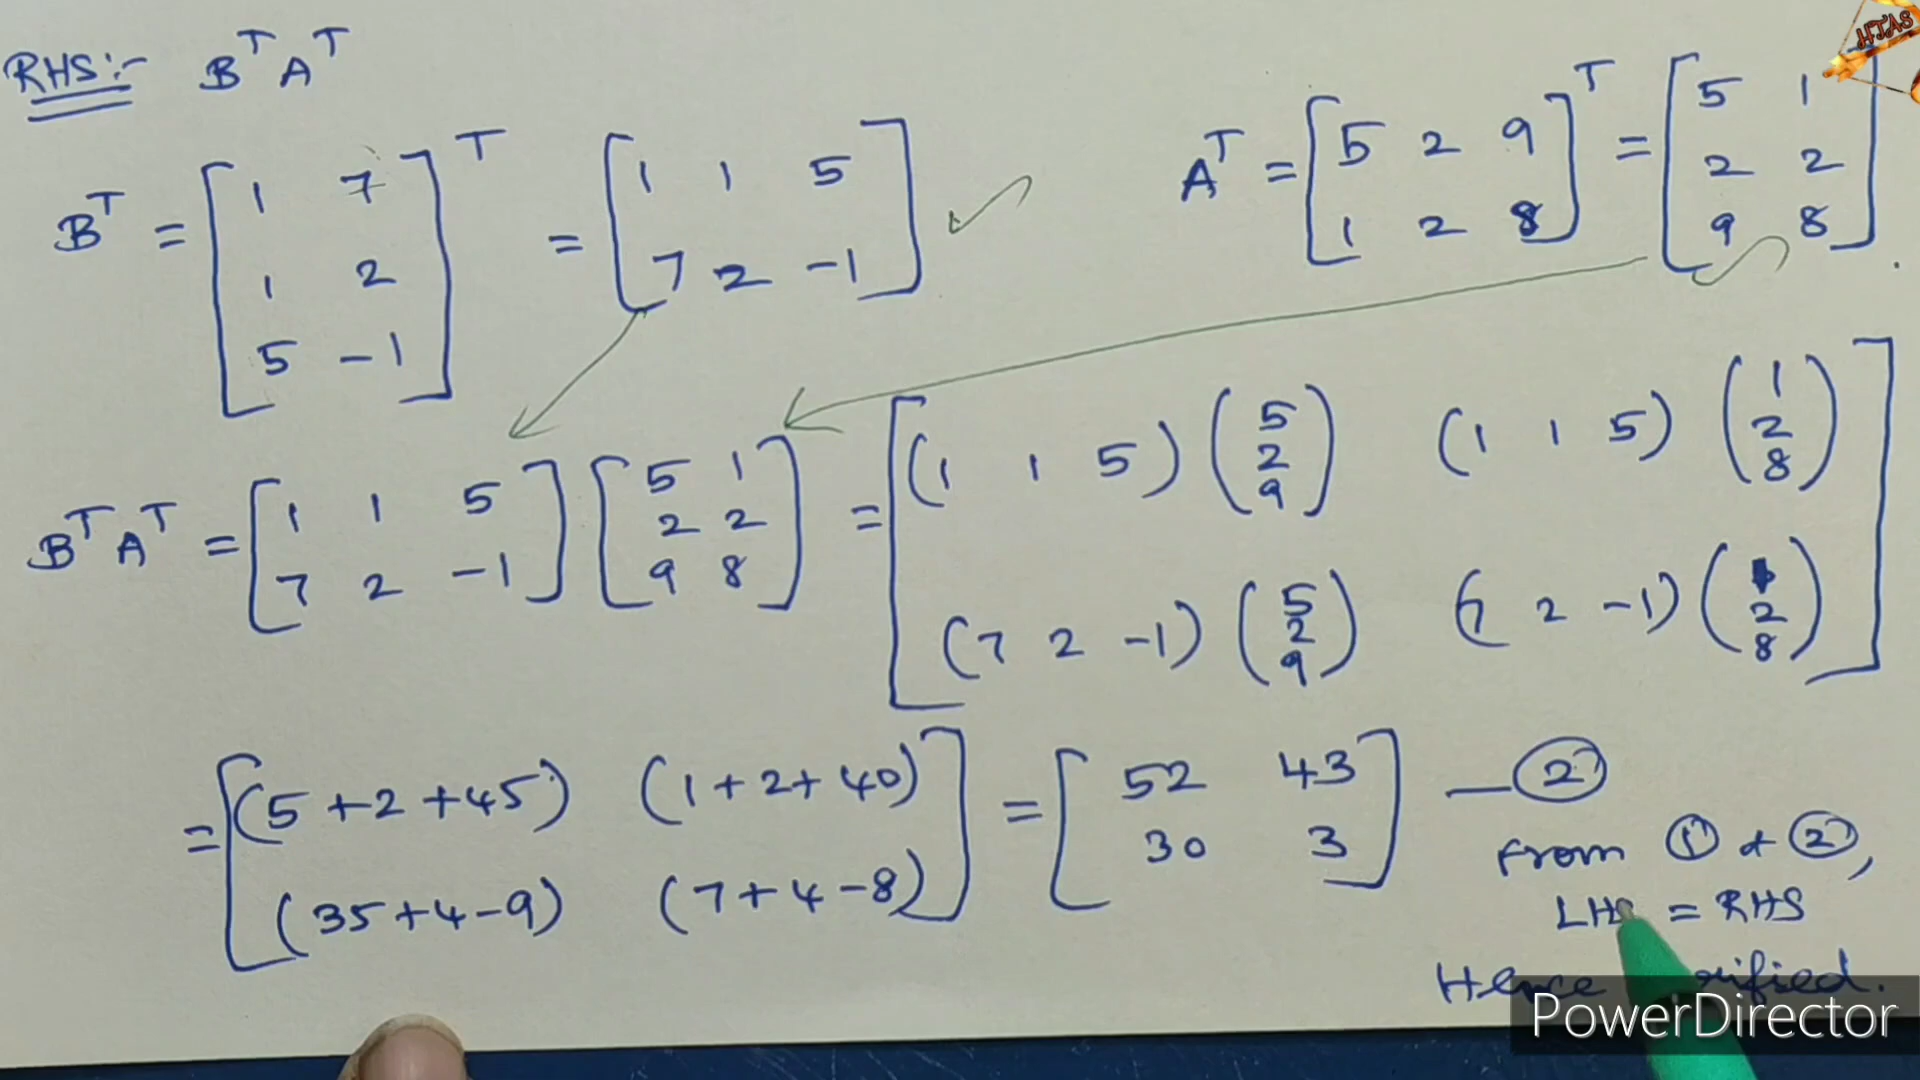 RHS:- B^T A^T
B^T = [1 7; 1 2; 5 -1]^T = [1 1 5; 7 2 -1] ✓
A^T = [5 2 9; 1 2 8]^T = [5 1; 2 2; 9 8] ✓
B^T A^T = [1 1 5; 7 2 -1] [5 1; 2 2; 9 8] = [(1 1 5)(5 2 9) (1 1 5)(1 2 8); (7 2 -1)(5 2 9) (7 2 -1)(1 2 8)]
= [(5+2+45) (1+2+40); (35+4-9) (7+4-8)] = [52 43; 30 3] — ②
from ① & ②,
LHS = RHS
Hence
PowerDirector
HTAS